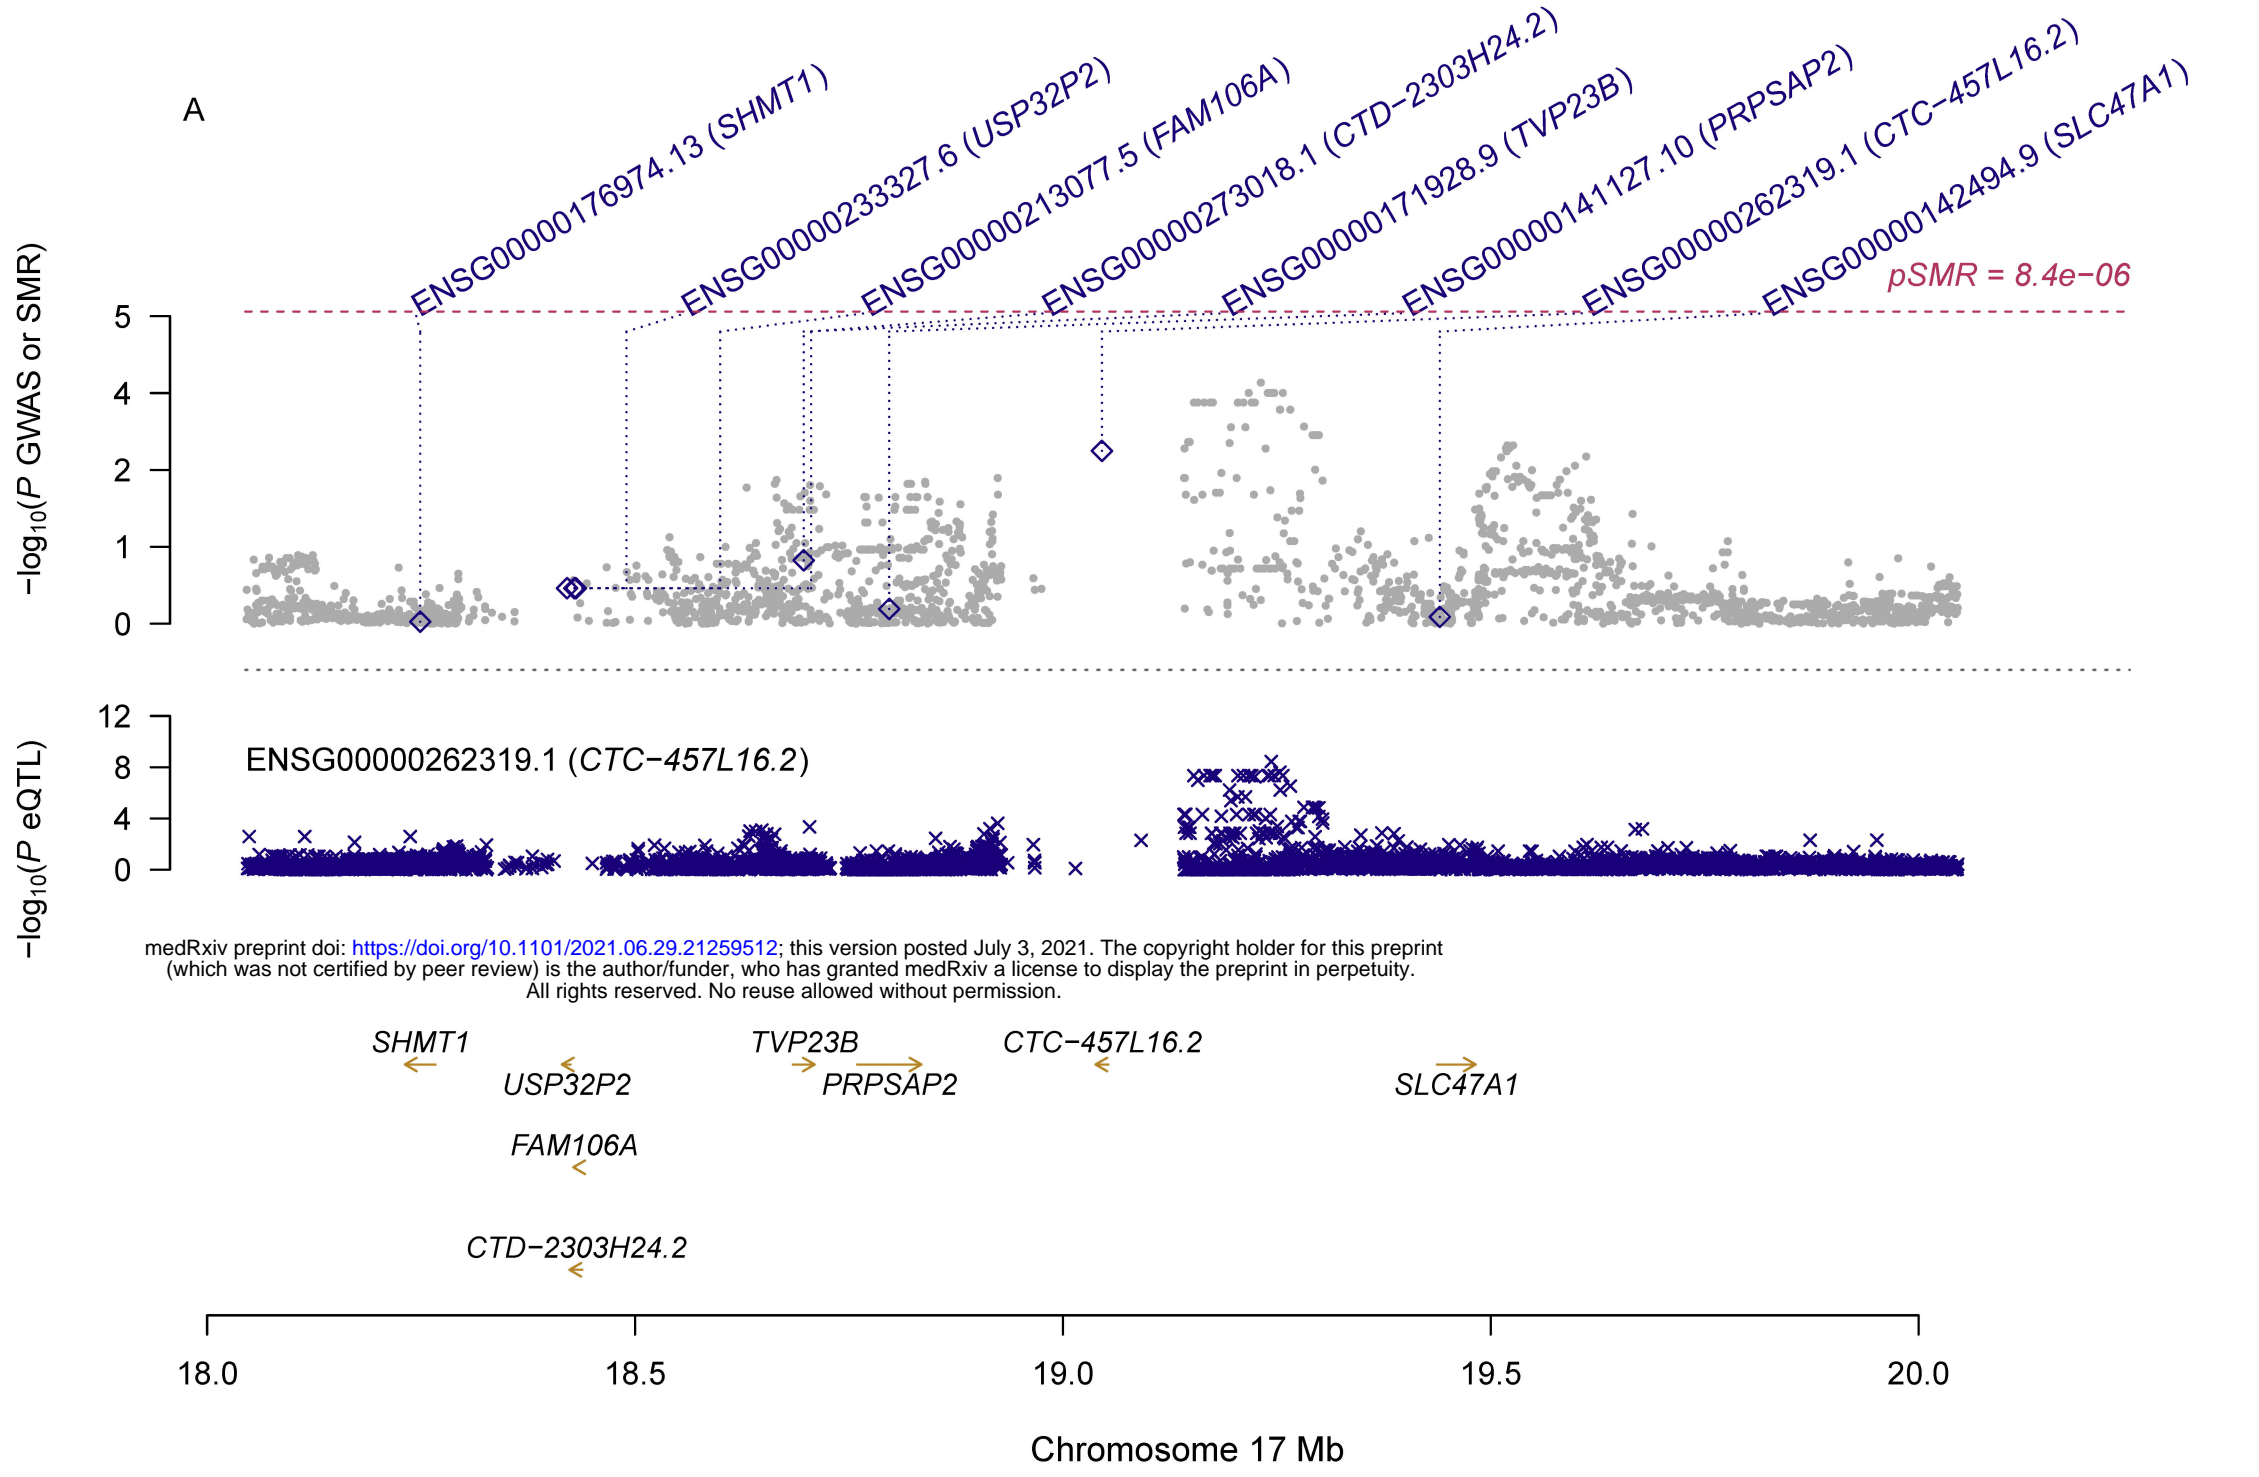 A
ENSG00000176974.13 (SHMT1)
ENSG00000233327.6 (USP32P2)
ENSG00000213077.5 (FAM106A)
ENSG00000273018.1 (CTD−2303H24.2)
ENSG00000171928.9 (TVP23B)
ENSG00000141127.10 (PRPSAP2)
ENSG00000262319.1 (CTC−457L16.2)
ENSG00000142494.9 (SLC47A1)
pSMR = 8.4e−06
−log10(P GWAS or SMR)
5
4
2
1
0
−log10(P eQTL)
12
8
4
0
ENSG00000262319.1 (CTC−457L16.2)
medRxiv preprint doi: https://doi.org/10.1101/2021.06.29.21259512; this version posted July 3, 2021. The copyright holder for this preprint
(which was not certified by peer review) is the author/funder, who has granted medRxiv a license to display the preprint in perpetuity.
All rights reserved. No reuse allowed without permission.
SHMT1
TVP23B
CTC−457L16.2
USP32P2
PRPSAP2
SLC47A1
FAM106A
CTD−2303H24.2
18.0
18.5
19.0
19.5
20.0
Chromosome 17 Mb